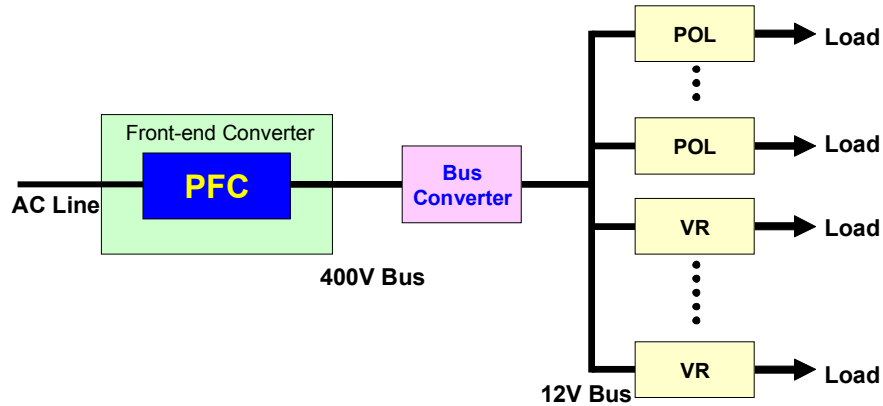 POL
Load
Front-end Converter
POL
Load
PFC
Bus
Converter
AC Line
VR
Load
400V Bus
VR
Load
12V Bus